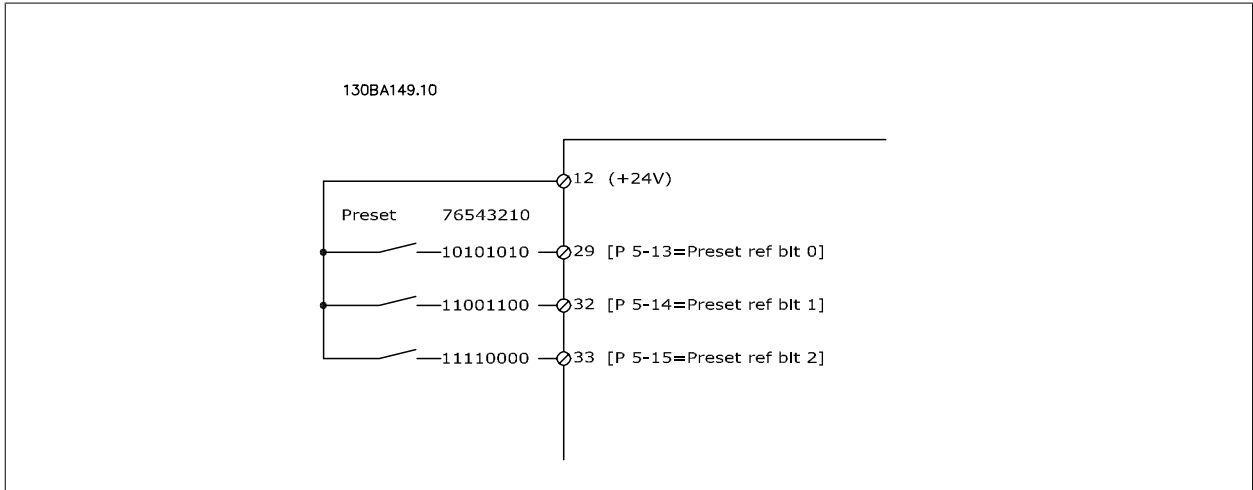 130BA149.10
12 (+24V)
Preset 76543210
10101010 29 [P 5-13=Preset ref bit 0]
11001100 32 [P 5-14=Preset ref bit 1]
11110000 33 [P 5-15=Preset ref bit 2]